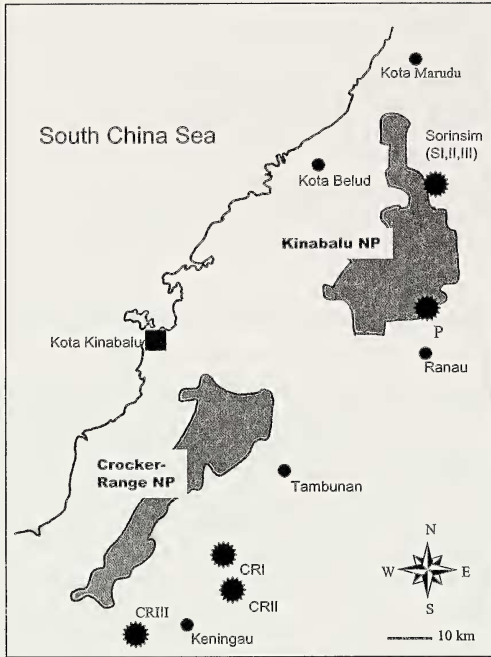 Kota Marudu
South China Sea
Sorinsim
(SI,II,III)
Kota Belud
Kinabalu NP
P
Kota Kinabalu
Ranau
Crocker-
Range NP
Tambunan
CRI
CRII
CRIII
Keningau
N
W E
S
10 km